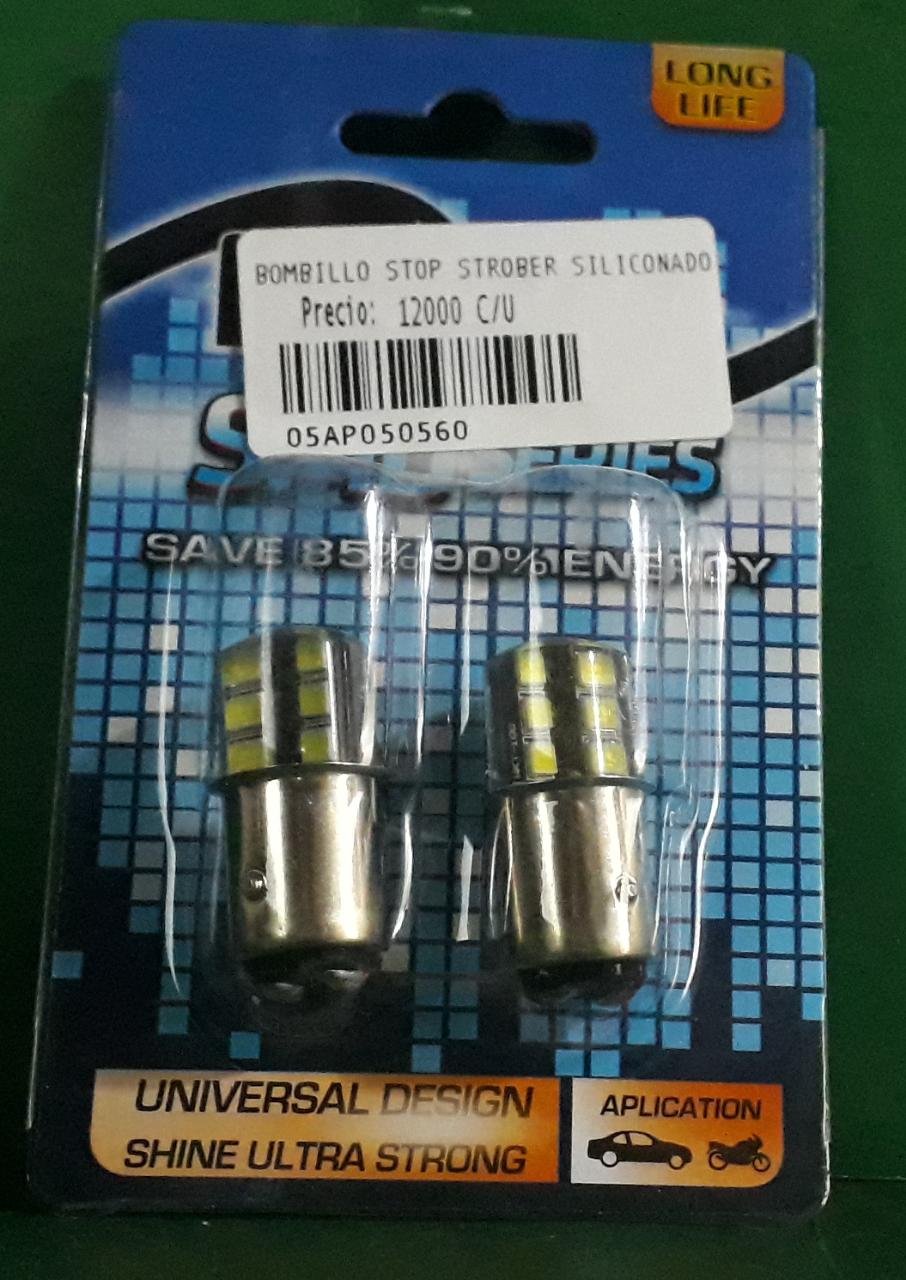 LONG
LIFE
BOMBILLO STOP STROBER SILICONADO
Precio: 12000 C/U
05AP050560
SERIES
SAVE 85% 90% ENERGY
UNIVERSAL DESIGN
SHINE ULTRA STRONG
APLICATION